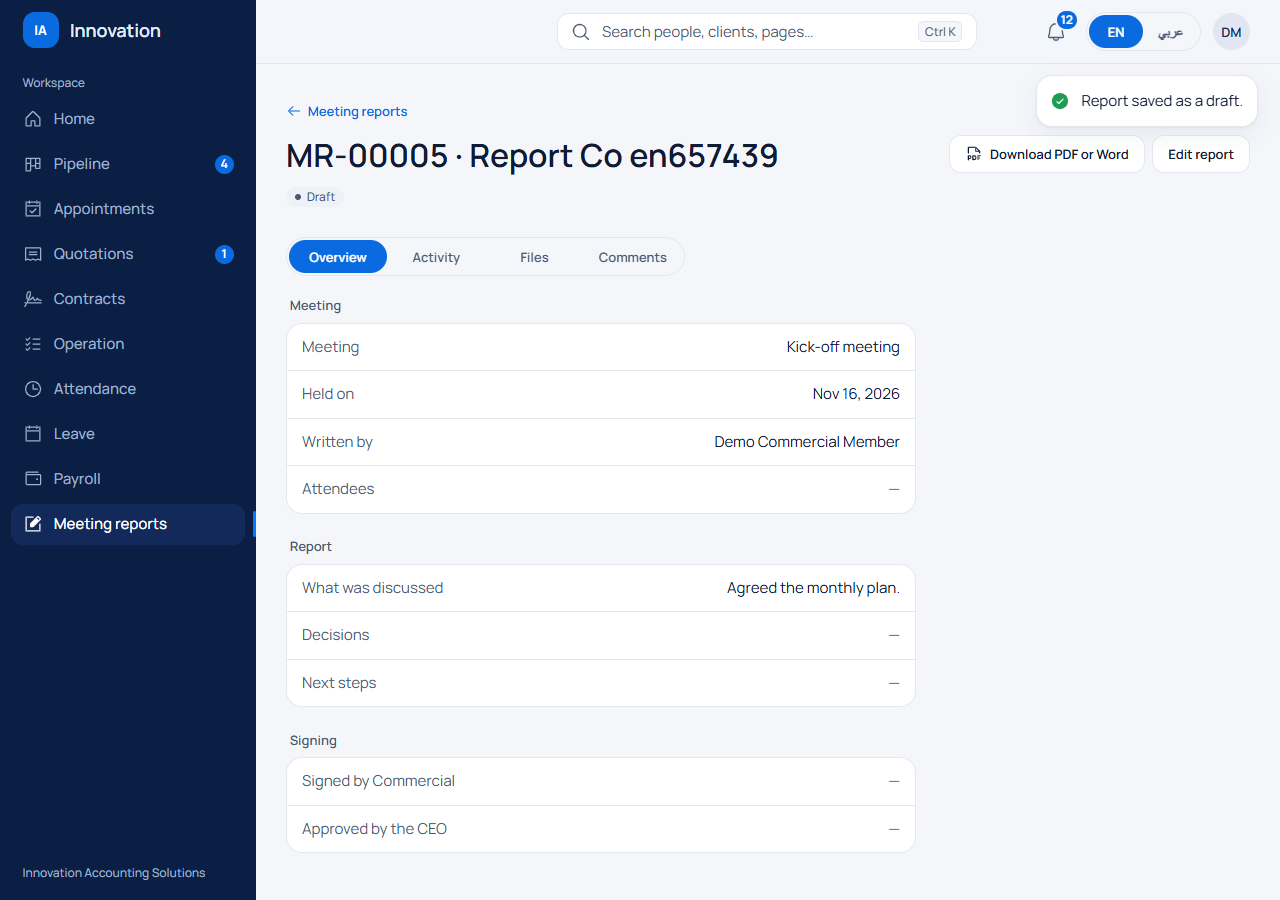 IA Innovation
Search people, clients, pages... Ctrl K
12
EN عربي DM
Workspace
Home
Pipeline 4
Appointments
Quotations 1
Contracts
Operation
Attendance
Leave
Payroll
Meeting reports
Innovation Accounting Solutions
Report saved as a draft.
← Meeting reports
MR-00005 · Report Co en657439
PDF Download PDF or Word Edit report
Draft
Overview Activity Files Comments
Meeting
Meeting Kick-off meeting
Held on Nov 16, 2026
Written by Demo Commercial Member
Attendees —
Report
What was discussed Agreed the monthly plan.
Decisions —
Next steps —
Signing
Signed by Commercial —
Approved by the CEO —